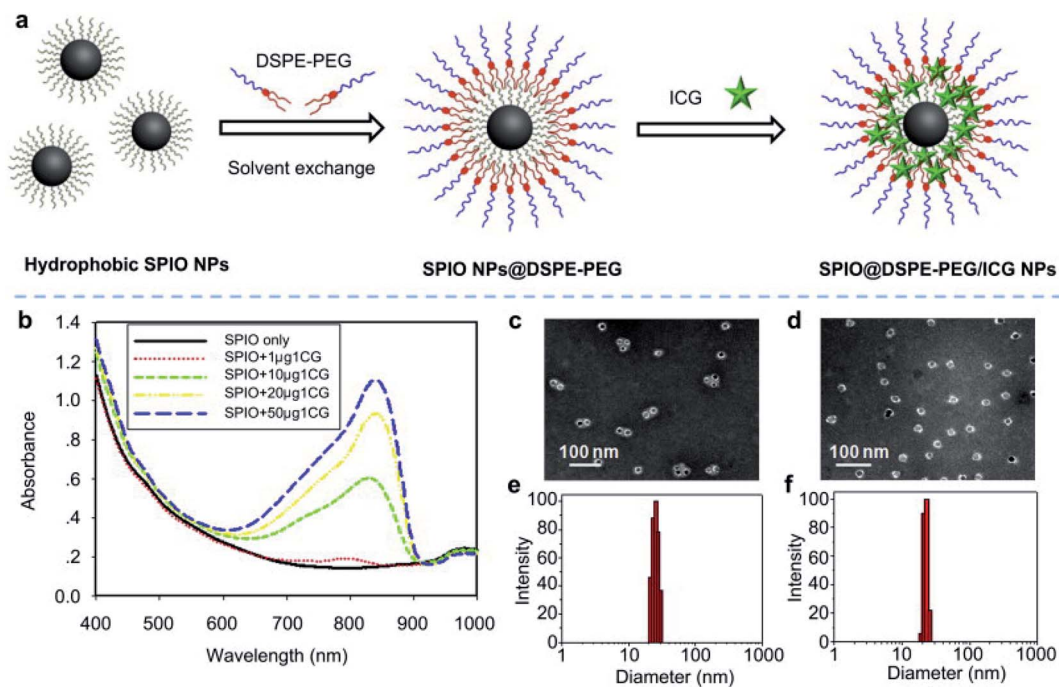 a
DSPE-PEG
Solvent exchange
ICG
Hydrophobic SPIO NPs
SPIO NPs@DSPE-PEG
SPIO@DSPE-PEG/ICG NPs
b
1.4
1.2
1.0
.8
.6
.4
.2
0.0
Absorbance
SPIO only
SPIO+1μg1CG
SPIO+10μg1CG
SPIO+20μg1CG
SPIO+50μg1CG
400 500 600 700 800 900 1000
Wavelength (nm)
c
100 nm
d
100 nm
e
100
80
60
40
20
0
Intensity
1 10 100 1000
Diameter (nm)
f
100
80
60
40
20
0
Intensity
1 10 100 1000
Diameter (nm)